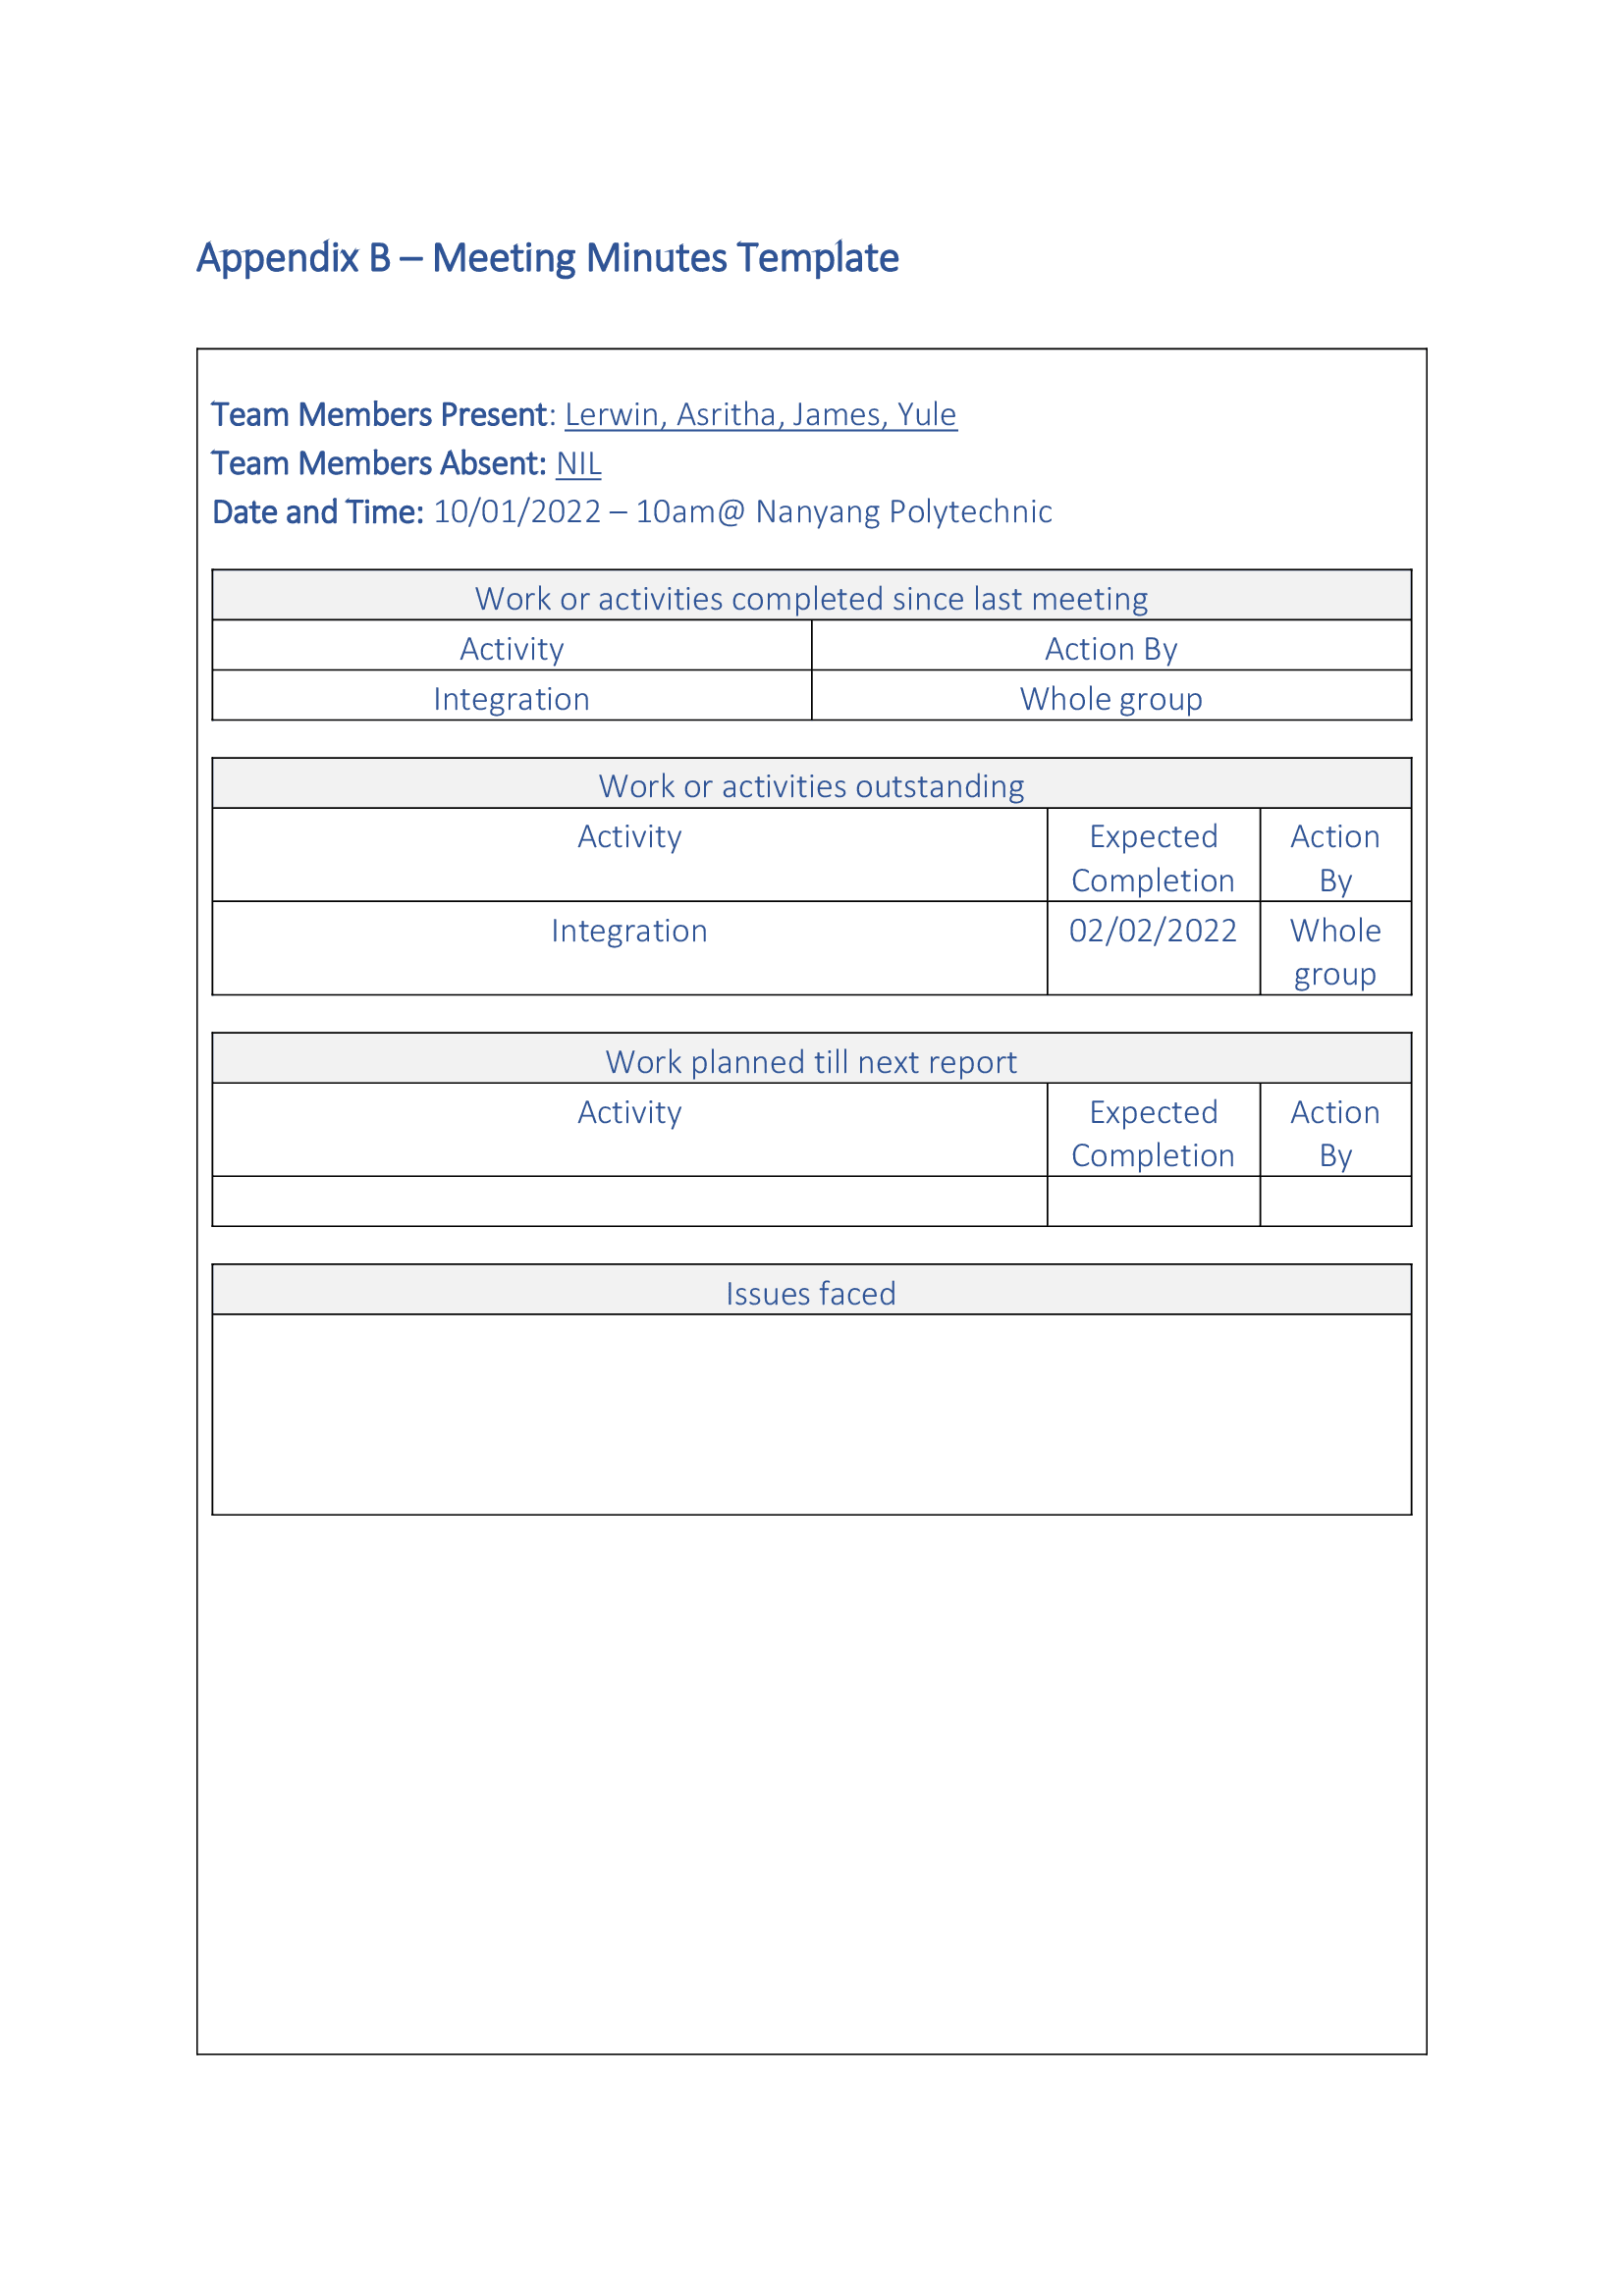 Appendix B – Meeting Minutes Template
Team Members Present: Lerwin, Asritha, James, Yule
Team Members Absent: NIL
Date and Time: 10/01/2022 – 10am@ Nanyang Polytechnic
Work or activities completed since last meeting
Activity Action By
Integration Whole group
Work or activities outstanding
Activity Expected Action
Completion By
Integration 02/02/2022 Whole
group
Work planned till next report
Activity Expected Action
Completion By
Issues faced